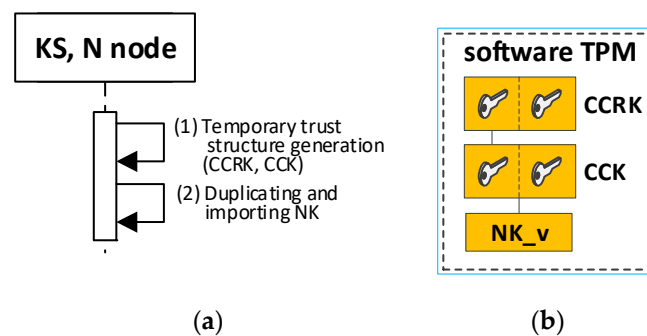 KS, N node
(1) Temporary trust
structure generation
(CCRK, CCK)
(2) Duplicating and
importing NK
(a)
software TPM
CCRK
CCK
NK_v
(b)